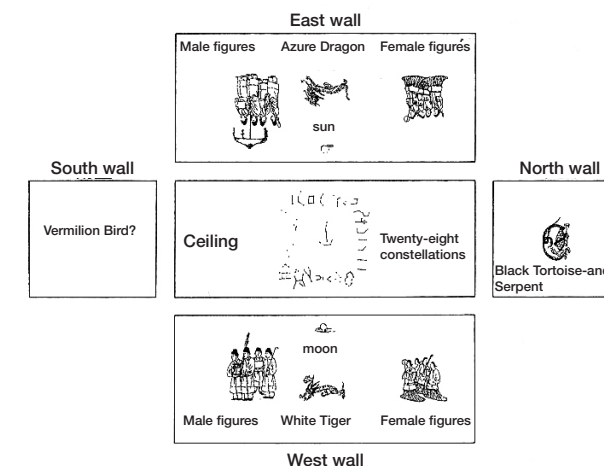 East wall
Male figures
Azure Dragon
Female figures
sun
South wall
North wall
Vermilion Bird?
Ceiling
Twenty-eight
constellations
Black Tortoise-and
Serpent
moon
Male figures
White Tiger
Female figures
West wall